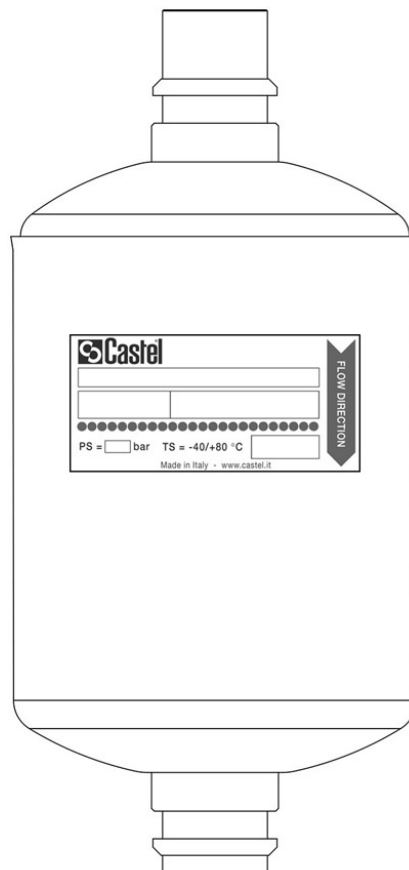 Castel
FLOW DIRECTION
PS = bar TS = -40/+80 °C
Made in Italy - www.castel.it